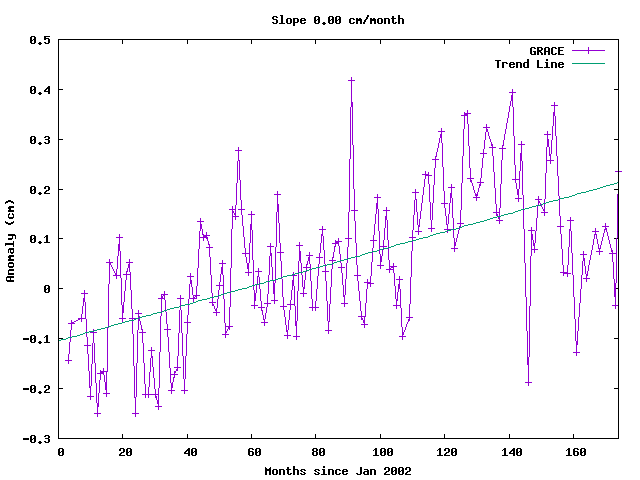 Slope 0.00 cm/month
GRACE
Trend Line
0.5
0.4
0.3
0.2
0.1
0
-0.1
-0.2
-0.3
Anomaly (cm)
0 20 40 60 80 100 120 140 160
Months since Jan 2002